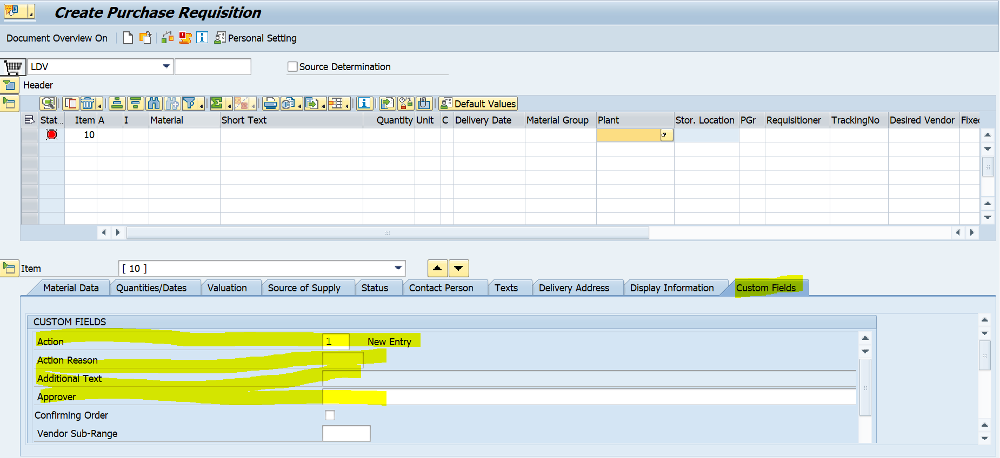 Create Purchase Requisition
Document Overview On Personal Setting
LDV Source Determination
Header
Default Values
Stat... Item A I Material Short Text Quantity Unit C Delivery Date Material Group Plant Stor. Location PGr Requisitioner TrackingNo Desired Vendor Fixed
10
Item [ 10 ]
Material Data Quantities/Dates Valuation Source of Supply Status Contact Person Texts Delivery Address Display Information Custom Fields
CUSTOM FIELDS
Action 1 New Entry
Action Reason
Additional Text
Approver
Confirming Order
Vendor Sub-Range